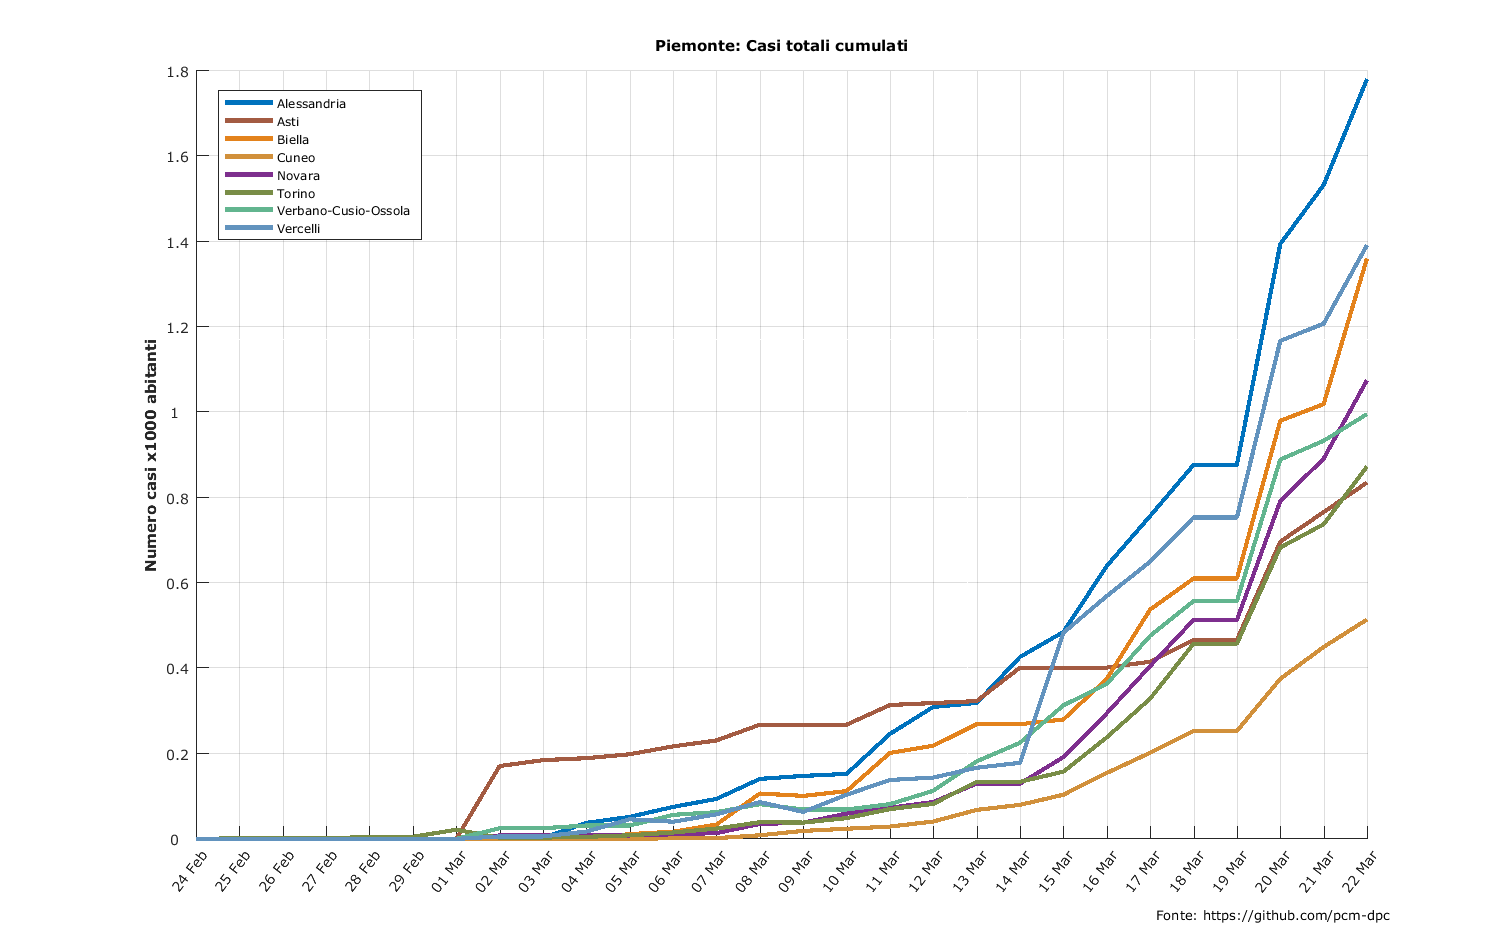 Piemonte: Casi totali cumulati
1.8
1.6
1.4
1.2
1
0.8
0.6
0.4
0.2
0
Numero casi x1000 abitanti
Alessandria
Asti
Biella
Cuneo
Novara
Torino
Verbano-Cusio-Ossola
Vercelli
24 Feb
25 Feb
26 Feb
27 Feb
28 Feb
29 Feb
01 Mar
02 Mar
03 Mar
04 Mar
05 Mar
06 Mar
07 Mar
08 Mar
09 Mar
10 Mar
11 Mar
12 Mar
13 Mar
14 Mar
15 Mar
16 Mar
17 Mar
18 Mar
19 Mar
20 Mar
21 Mar
22 Mar
Fonte: https://github.com/pcm-dpc